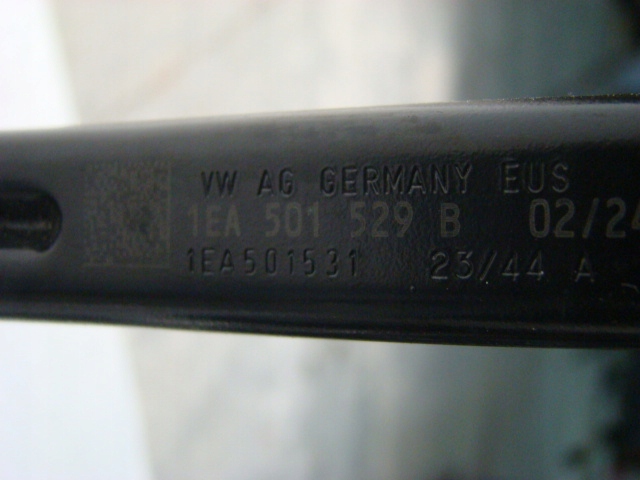 VW AG GERMANY EUS
1EA 501 529 B 02/24
1EA501531 23/44 A